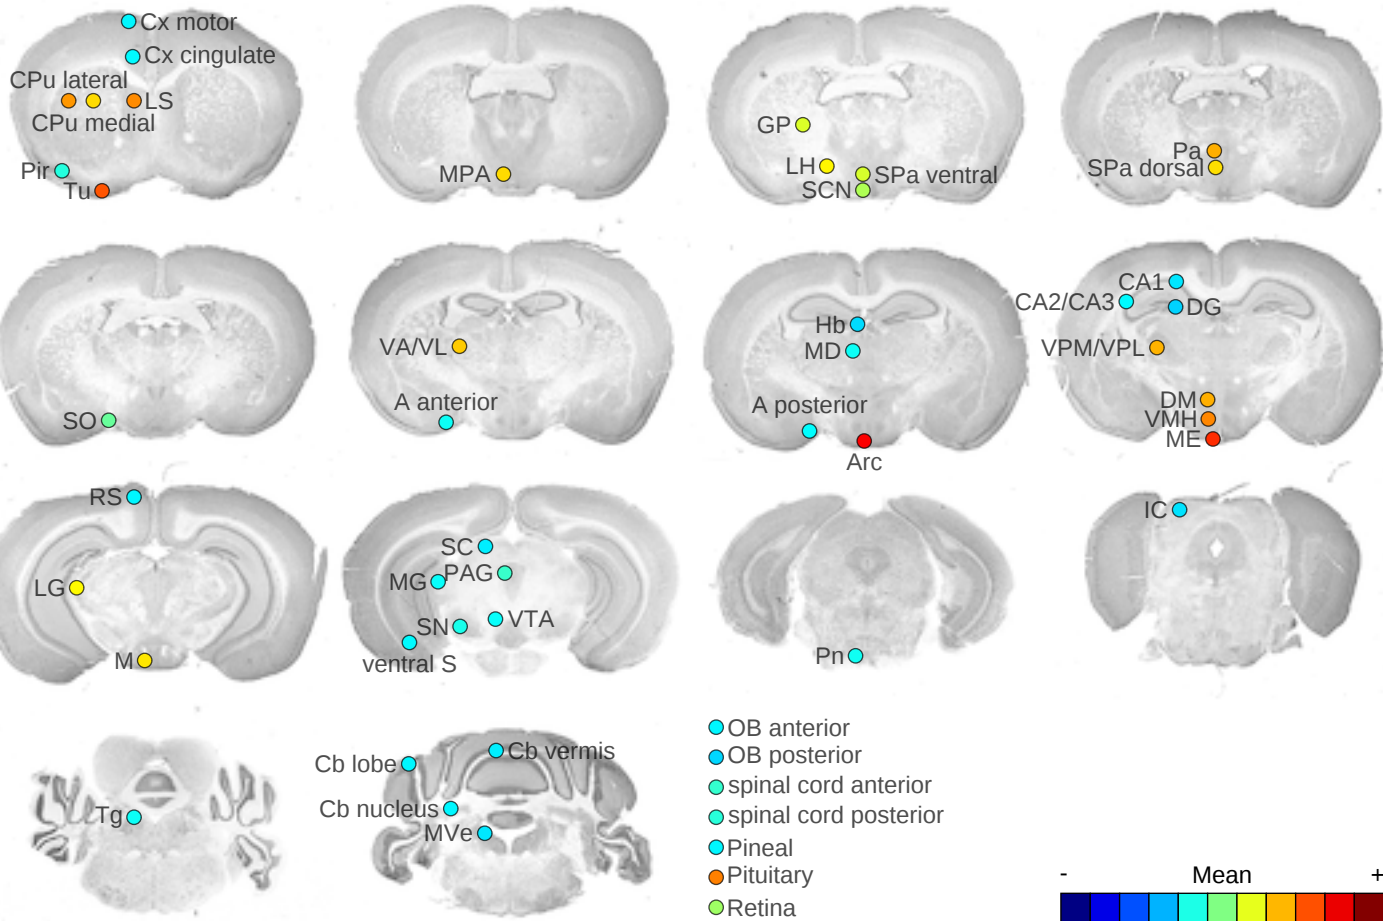 Cx motor
Cx cingulate
CPu lateral
LS
CPu medial
Pir
Tu
MPA
GP
LH
SPa ventral
SCN
Pa
SPa dorsal
SO
VA/VL
A anterior
Hb
MD
A posterior
Arc
CA1
CA2/CA3
DG
VPM/VPL
DM
VMH
ME
RS
LG
M
SC
MG
PAG
SN
VTA
ventral S
Pn
IC
Tg
Cb lobe
Cb vermis
Cb nucleus
MVe
OB anterior
OB posterior
spinal cord anterior
spinal cord posterior
Pineal
Pituitary
Retina
- Mean +